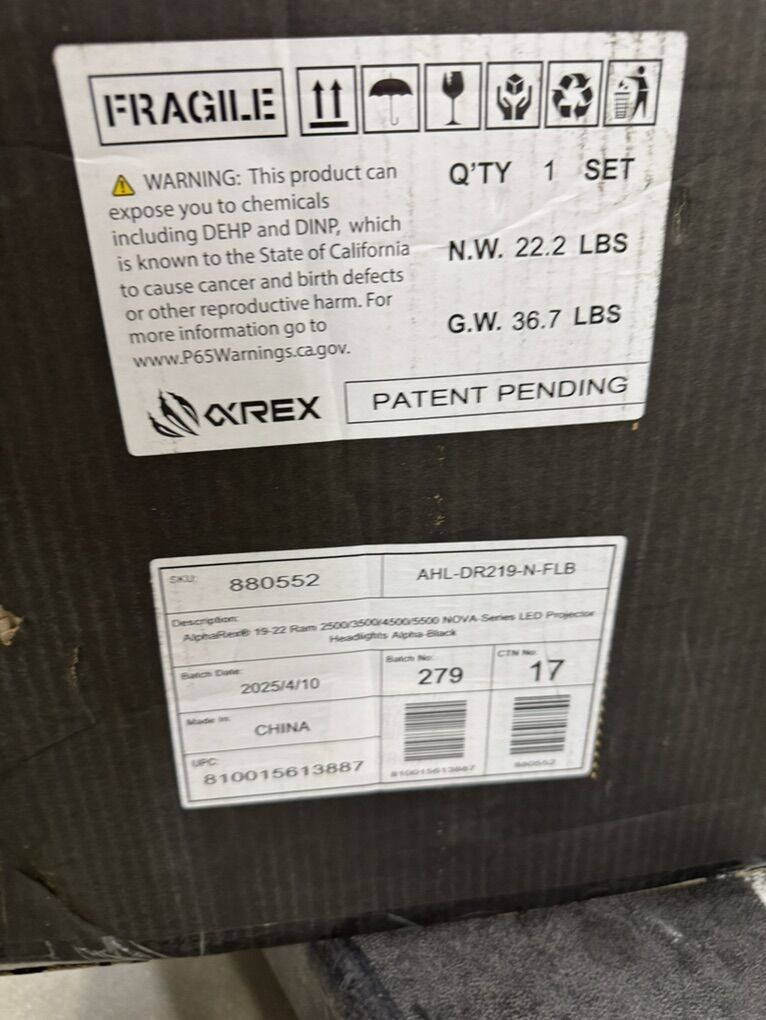 FRAGILE
WARNING: This product can
expose you to chemicals
including DEHP and DINP, which
is known to the State of California
to cause cancer and birth defects
or other reproductive harm. For
more information go to
www.P65Warnings.ca.gov.
Q'TY 1 SET
N.W. 22.2 LBS
G.W. 36.7 LBS
αREX
PATENT PENDING
SKU: 880552
AHL-DR219-N-FLB
Description:
AlphaRex® 19-22 Ram 2500/3500/4500/5500 NOVA-Series LED Projector
Headlights Alpha-Black
Batch Date:
2025/4/10
Batch No:
279
CTN No:
17
Made in:
CHINA
UPC:
810015613887
810015613887
880552